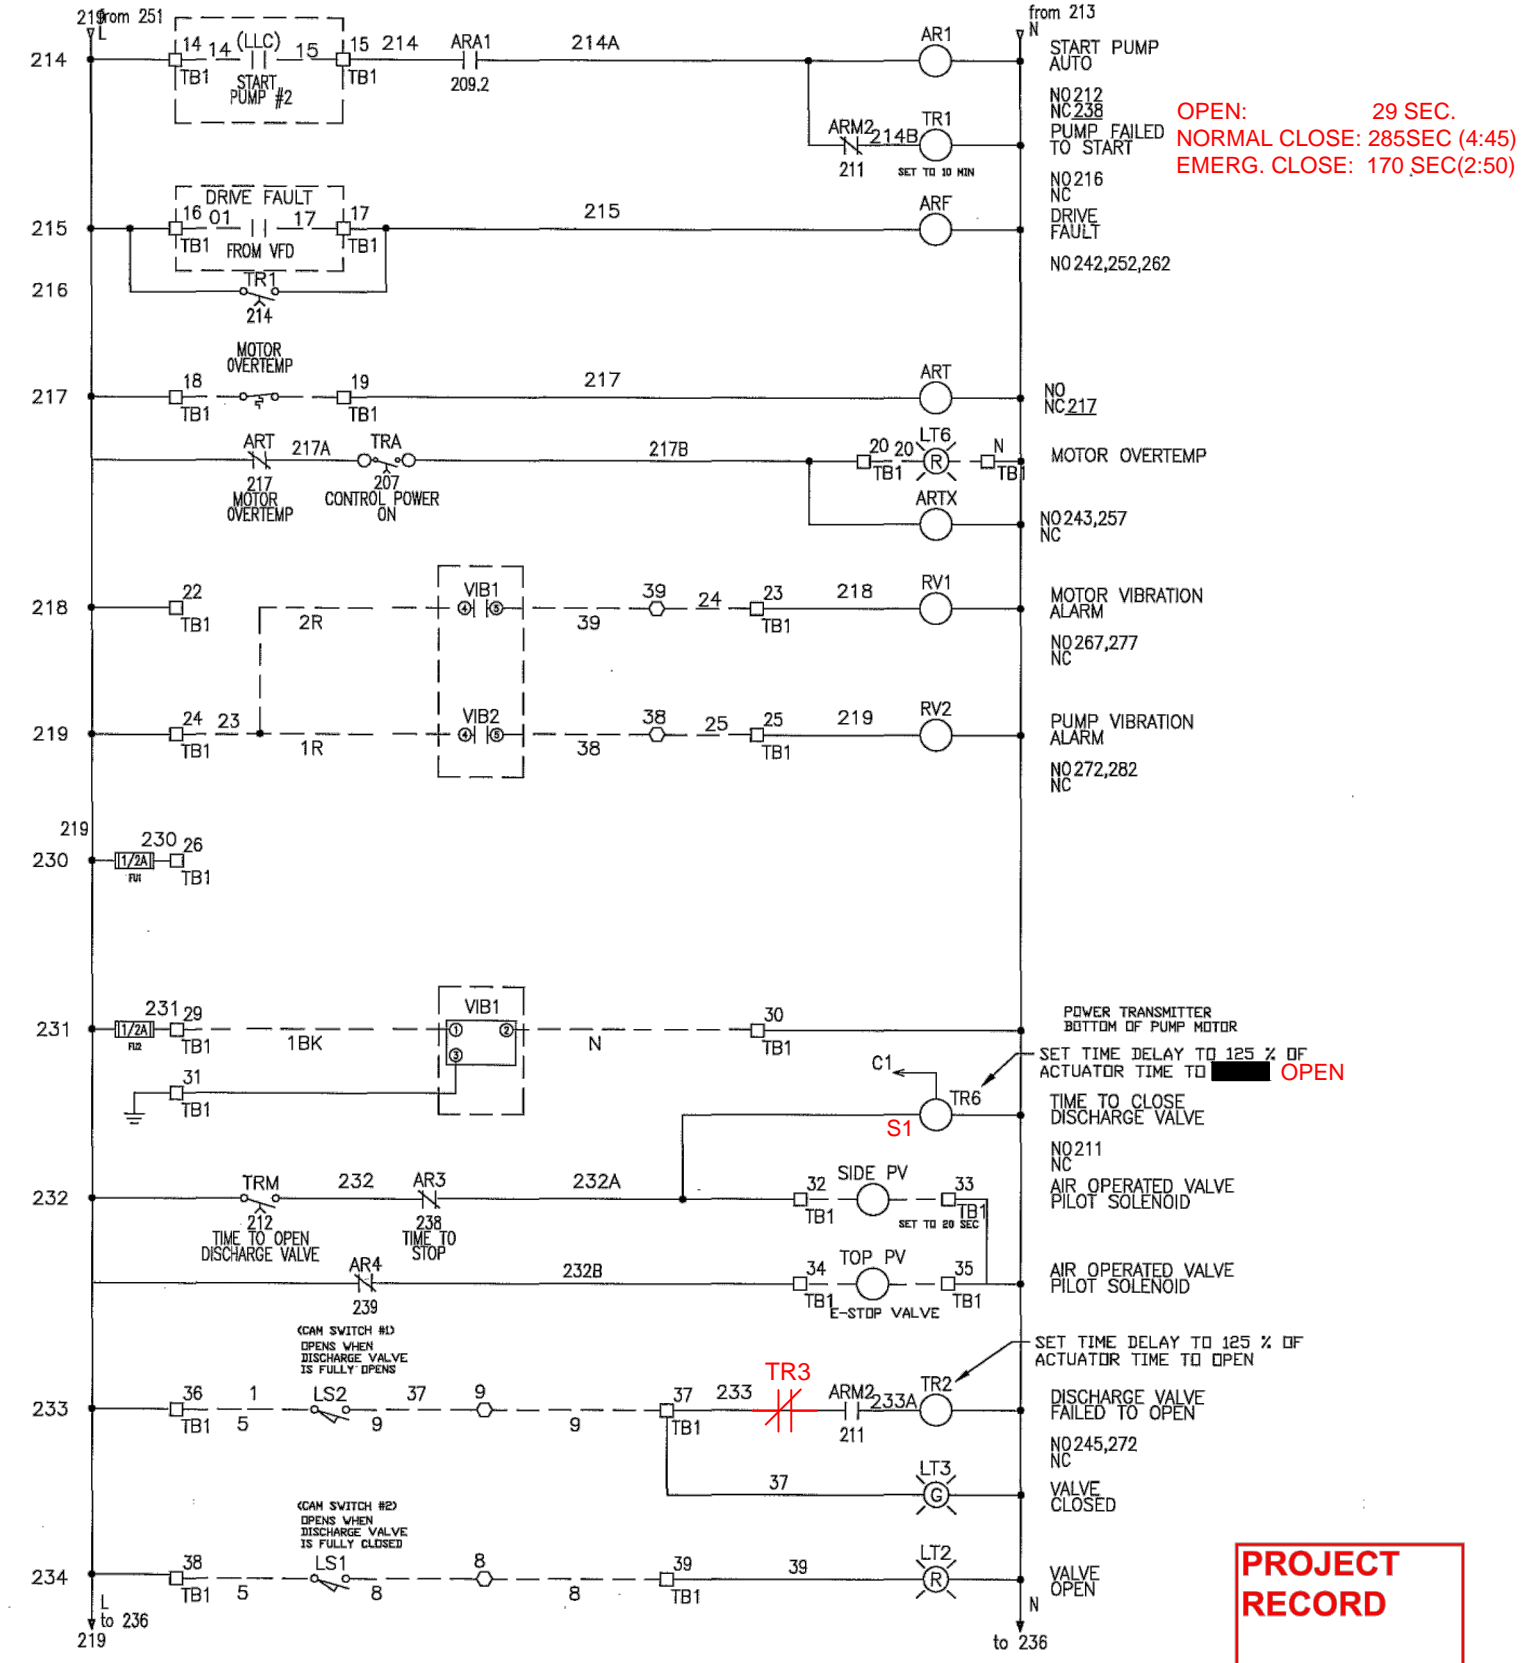 219 from 251
L
from 213
N
214
14 14 (LLC) 15 15 214 ARA1 214A AR1
TB1 START PUMP #2 TB1 209.2
START PUMP
AUTO
NO 212
NC 238
OPEN: 29 SEC.
NORMAL CLOSE: 285SEC (4:45)
EMERG. CLOSE: 170 SEC(2:50)
ARM2 214B TR1
211 SET TO 10 MIN
PUMP FAILED
TO START
NO 216
NC
DRIVE FAULT
215
16 01 17 17 215 ARF
TB1 FROM VFD TB1
DRIVE
FAULT
NO 242,252,262
216
TR1
214
MOTOR
OVERTEMP
217
18 19 217 ART
TB1 TB1
NO
NC 217
ART 217A TRA 217B 20 20 LT6 N
R
TB1 TB1
MOTOR OVERTEMP
217
MOTOR
OVERTEMP
207
CONTROL POWER
ON
ARTX
NO 243,257
NC
218
22 2R VIB1 39 24 23 218 RV1
4 5
TB1 39 TB1
MOTOR VIBRATION
ALARM
NO 267,277
NC
219
24 23 1R VIB2 38 25 25 219 RV2
4 5
TB1 38 TB1
PUMP VIBRATION
ALARM
NO 272,282
NC
219
230
1/2A 230 26
FU1 TB1
231
1/2A 231 29 1BK VIB1 N 30
1 2
3
FU2 TB1 TB1
POWER TRANSMITTER
BOTTOM OF PUMP MOTOR
SET TIME DELAY TO 125 % OF
ACTUATOR TIME TO OPEN
31
TB1
C1
TR6
S1
TIME TO CLOSE
DISCHARGE VALVE
NO 211
NC
232
TRM 232 AR3 232A 32 SIDE PV 33
TB1 SET TO 20 SEC TB1
212
TIME TO OPEN
DISCHARGE VALVE
238
TIME TO
STOP
AIR OPERATED VALVE
PILOT SOLENOID
AR4 232B 34 TOP PV 35
239 TB1 E-STOP VALVE TB1
AIR OPERATED VALVE
PILOT SOLENOID
(CAM SWITCH #1)
OPENS WHEN
DISCHARGE VALVE
IS FULLY OPENS
SET TIME DELAY TO 125 % OF
ACTUATOR TIME TO OPEN
TR3
233
36 1 LS2 37 9 37 233 ARM2 233A TR2
TB1 5 9 9 TB1 211
DISCHARGE VALVE
FAILED TO OPEN
NO 245,272
NC
37 LT3
G
VALVE
CLOSED
(CAM SWITCH #2)
OPENS WHEN
DISCHARGE VALVE
IS FULLY CLOSED
234
38 LS1 8 39 39 LT2
R
TB1 5 8 8 TB1
VALVE
OPEN
L
to 236
219
N
to 236
PROJECT
RECORD